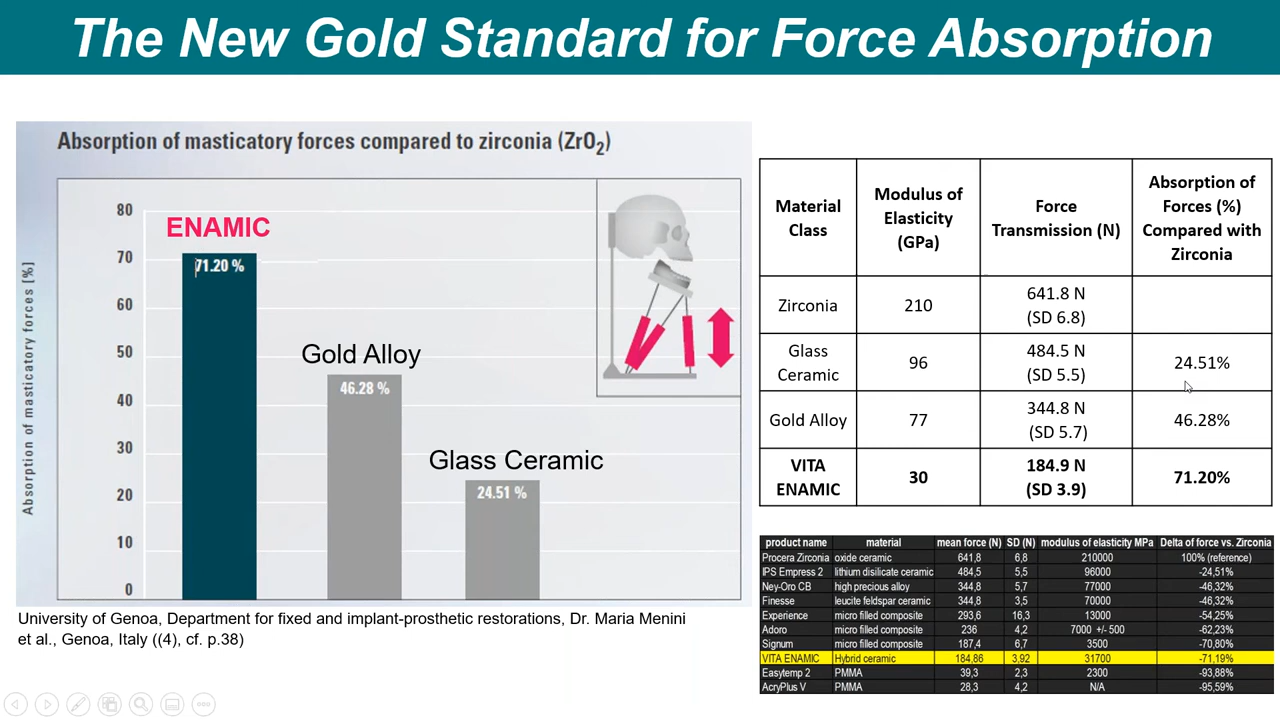 The New Gold Standard for Force Absorption
Absorption of masticatory forces compared to zirconia (ZrO₂)
Absorption of masticatory forces [%]
80
70
60
50
40
30
20
10
0
ENAMIC
71.20 %
Gold Alloy
46.28 %
Glass Ceramic
24.51 %
University of Genoa, Department for fixed and implant-prosthetic restorations, Dr. Maria Menini
et al., Genoa, Italy ((4), cf. p.38)
Material Class | Modulus of Elasticity (GPa) | Force Transmission (N) | Absorption of Forces (%) Compared with Zirconia
Zirconia | 210 | 641.8 N (SD 6.8) |
Glass Ceramic | 96 | 484.5 N (SD 5.5) | 24.51%
Gold Alloy | 77 | 344.8 N (SD 5.7) | 46.28%
VITA ENAMIC | 30 | 184.9 N (SD 3.9) | 71.20%
product name | material | mean force (N) | SD (N) | modulus of elasticity MPa | Delta of force vs. Zirconia
Procera Zirconia | oxide ceramic | 641,8 | 6,8 | 210000 | 100% (reference)
IPS Empress 2 | lithium disilicate ceramic | 484,5 | 5,5 | 96000 | -24,51%
Ney-Oro CB | high precious alloy | 344,8 | 5,7 | 77000 | -46,32%
Finesse | leucite feldspar ceramic | 344,8 | 3,5 | 70000 | -46,32%
Experience | micro filled composite | 293,6 | 16,3 | 13000 | -54,25%
Adoro | micro filled composite | 236 | 4,2 | 7000 +/- 500 | -62,23%
Signum | micro filled composite | 187,4 | 6,7 | 3500 | -70,80%
VITA ENAMIC | Hybrid ceramic | 184,86 | 3,92 | 31700 | -71,19%
Easytemp 2 | PMMA | 39,3 | 2,3 | 2300 | -93,88%
AcryPlus V | PMMA | 28,3 | 4,2 | N/A | -95,59%